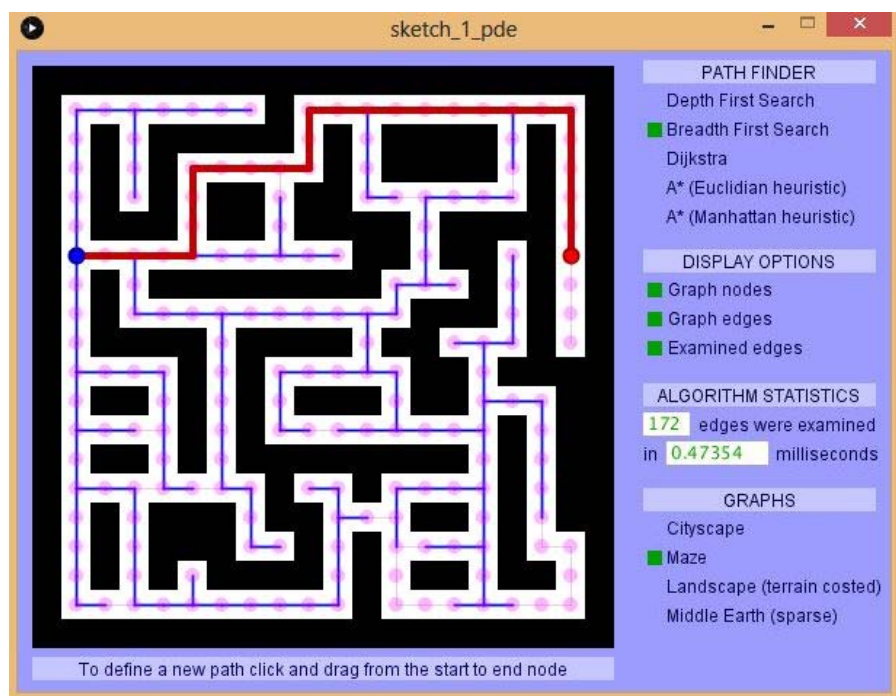 sketch_1_pde
PATH FINDER
Depth First Search
Breadth First Search
Dijkstra
A* (Euclidian heuristic)
A* (Manhattan heuristic)
DISPLAY OPTIONS
Graph nodes
Graph edges
Examined edges
ALGORITHM STATISTICS
172 edges were examined
in 0.47354 milliseconds
GRAPHS
Cityscape
Maze
Landscape (terrain costed)
Middle Earth (sparse)
To define a new path click and drag from the start to end node